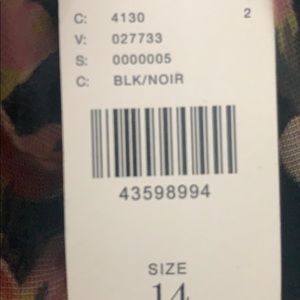 C: 4130 2
V: 027733
S: 0000005
C: BLK/NOIR
43598994
SIZE
14